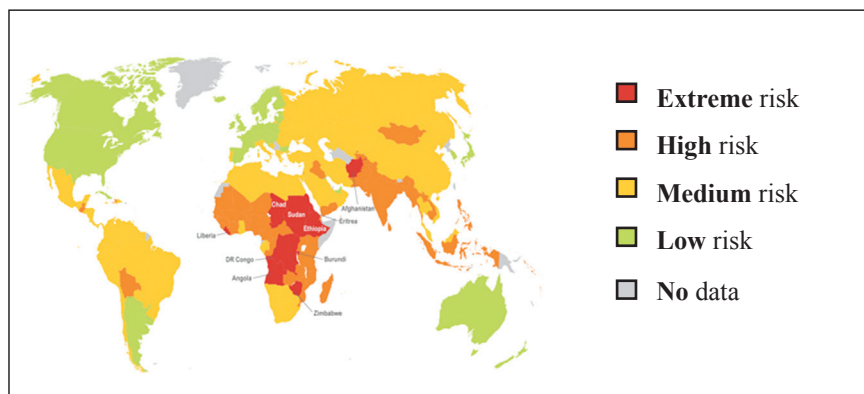 Extreme risk
High risk
Medium risk
Low risk
No data
Chad
Sudan
Ethiopia
Afghanistan
Eritrea
Liberia
DR Congo
Burundi
Angola
Zimbabwe